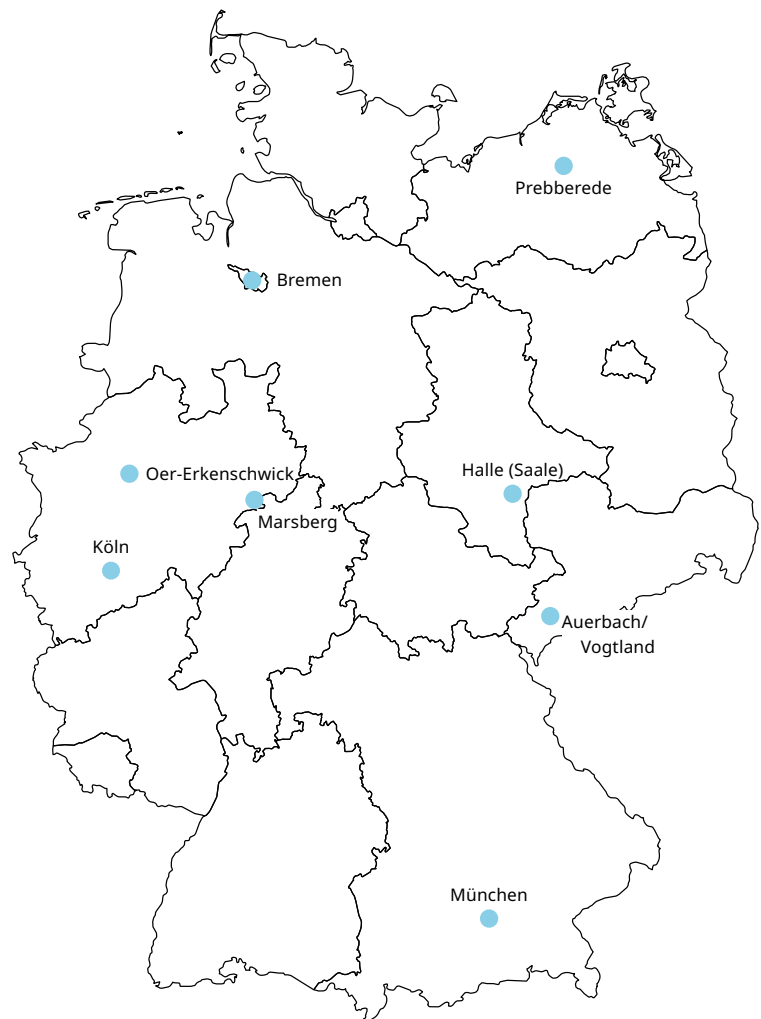 Prebberede
Bremen
Halle (Saale)
Oer-Erkenschwick
Marsberg
Köln
Auerbach/
Vogtland
München